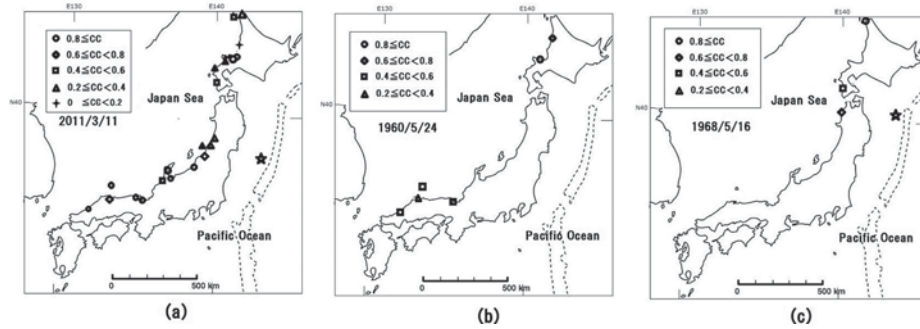 E130
E140
0.8≦CC
0.6≦CC<0.8
0.4≦CC<0.6
0.2≦CC<0.4
0 ≦CC<0.2
N40
2011/3/11
Japan Sea
Pacific Ocean
0 500 km
(a)
E130
E140
0.8≦CC
0.6≦CC<0.8
0.4≦CC<0.6
0.2≦CC<0.4
N40
1960/5/24
Japan Sea
Pacific Ocean
0 500 km
(b)
E130
E140
0.8≦CC
0.6≦CC<0.8
0.4≦CC<0.6
0.2≦CC<0.4
N40
1968/5/16
Japan Sea
Pacific Ocean
0 500 km
(c)